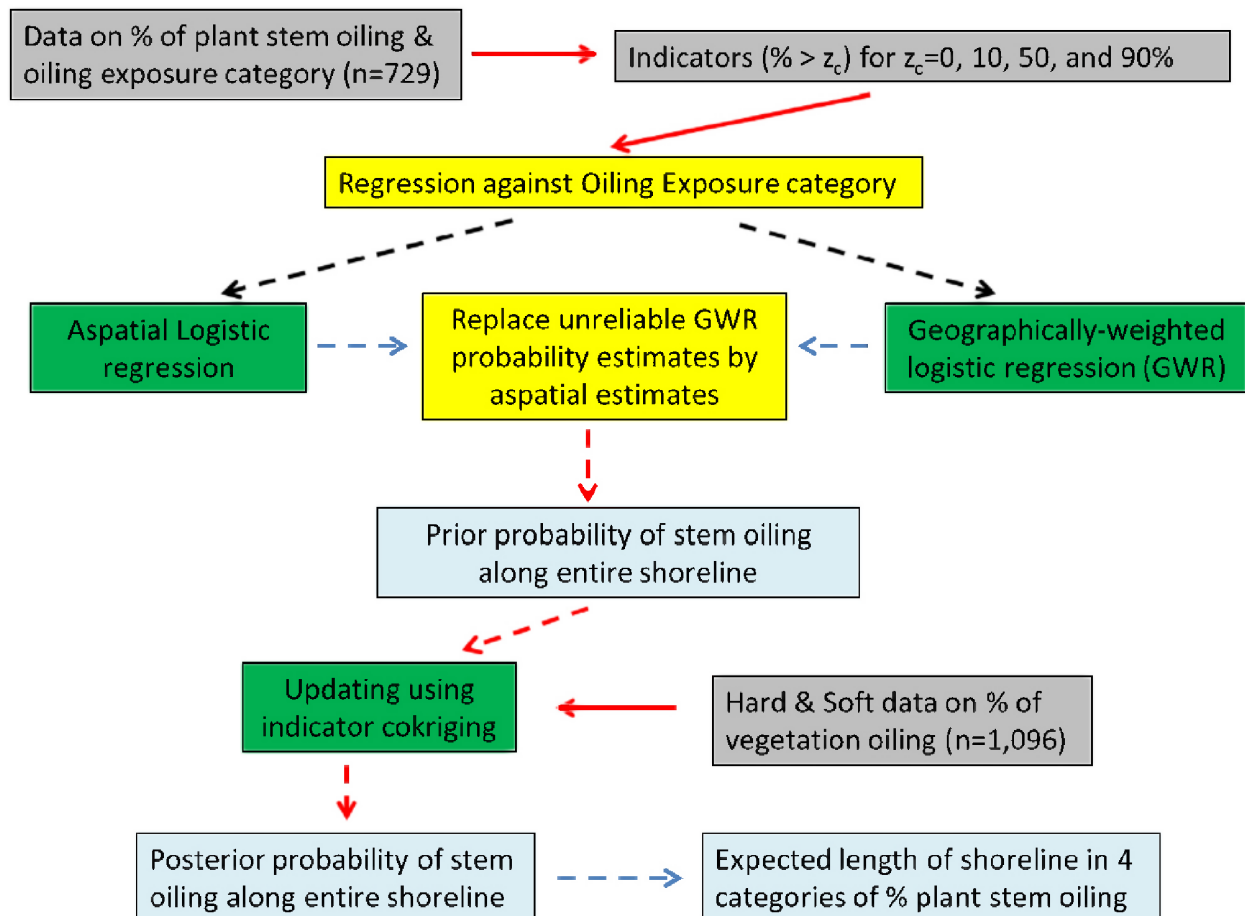 Data on % of plant stem oiling &
oiling exposure category (n=729)
Indicators (% > zc) for zc=0, 10, 50, and 90%
Regression against Oiling Exposure category
Aspatial Logistic
regression
Replace unreliable GWR
probability estimates by
aspatial estimates
Geographically-weighted
logistic regression (GWR)
Prior probability of stem oiling
along entire shoreline
Updating using
indicator cokriging
Hard & Soft data on % of
vegetation oiling (n=1,096)
Posterior probability of stem
oiling along entire shoreline
Expected length of shoreline in 4
categories of % plant stem oiling